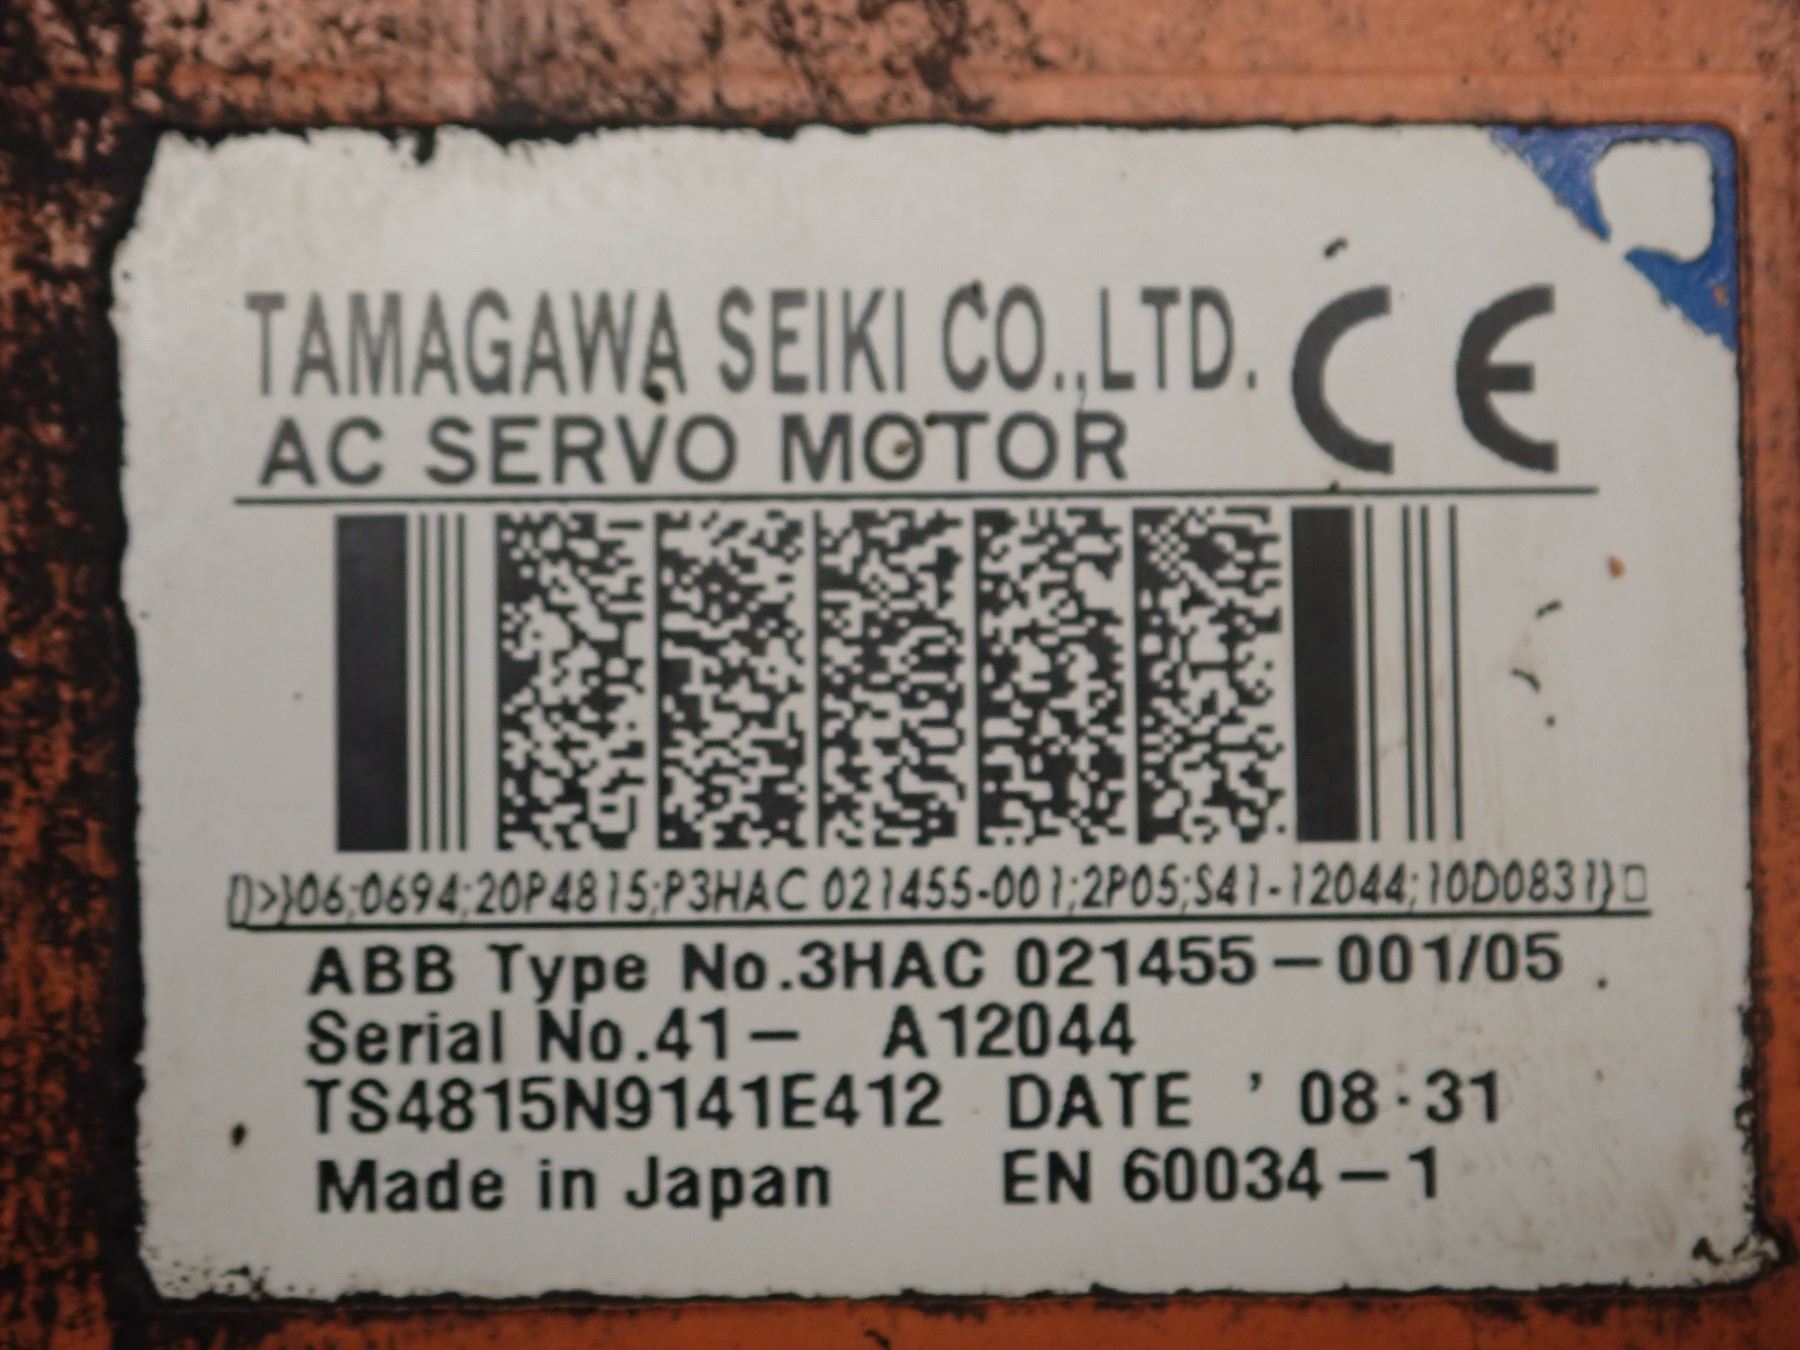 TAMAGAWA SEIKI CO.,LTD. CE
AC SERVO MOTOR
[)>}06;0694;20P4815;P3HAC 021455-001;2P05;S41-12044;10D0831}□
ABB Type No.3HAC 021455-001/05
Serial No.41- A12044
TS4815N9141E412 DATE '08.31
Made in Japan EN 60034-1